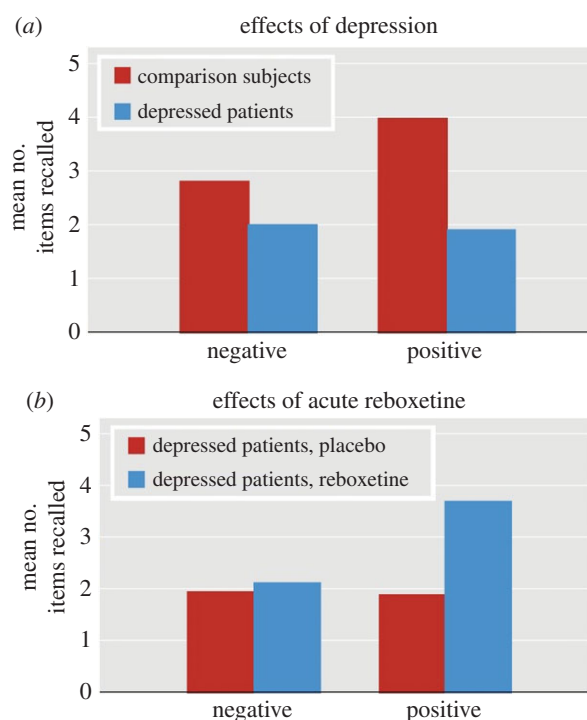 (a) effects of depression
5
4
3
2
1
0
mean no.
items recalled
comparison subjects
depressed patients
negative positive
(b) effects of acute reboxetine
5
4
3
2
1
0
mean no.
items recalled
depressed patients, placebo
depressed patients, reboxetine
negative positive